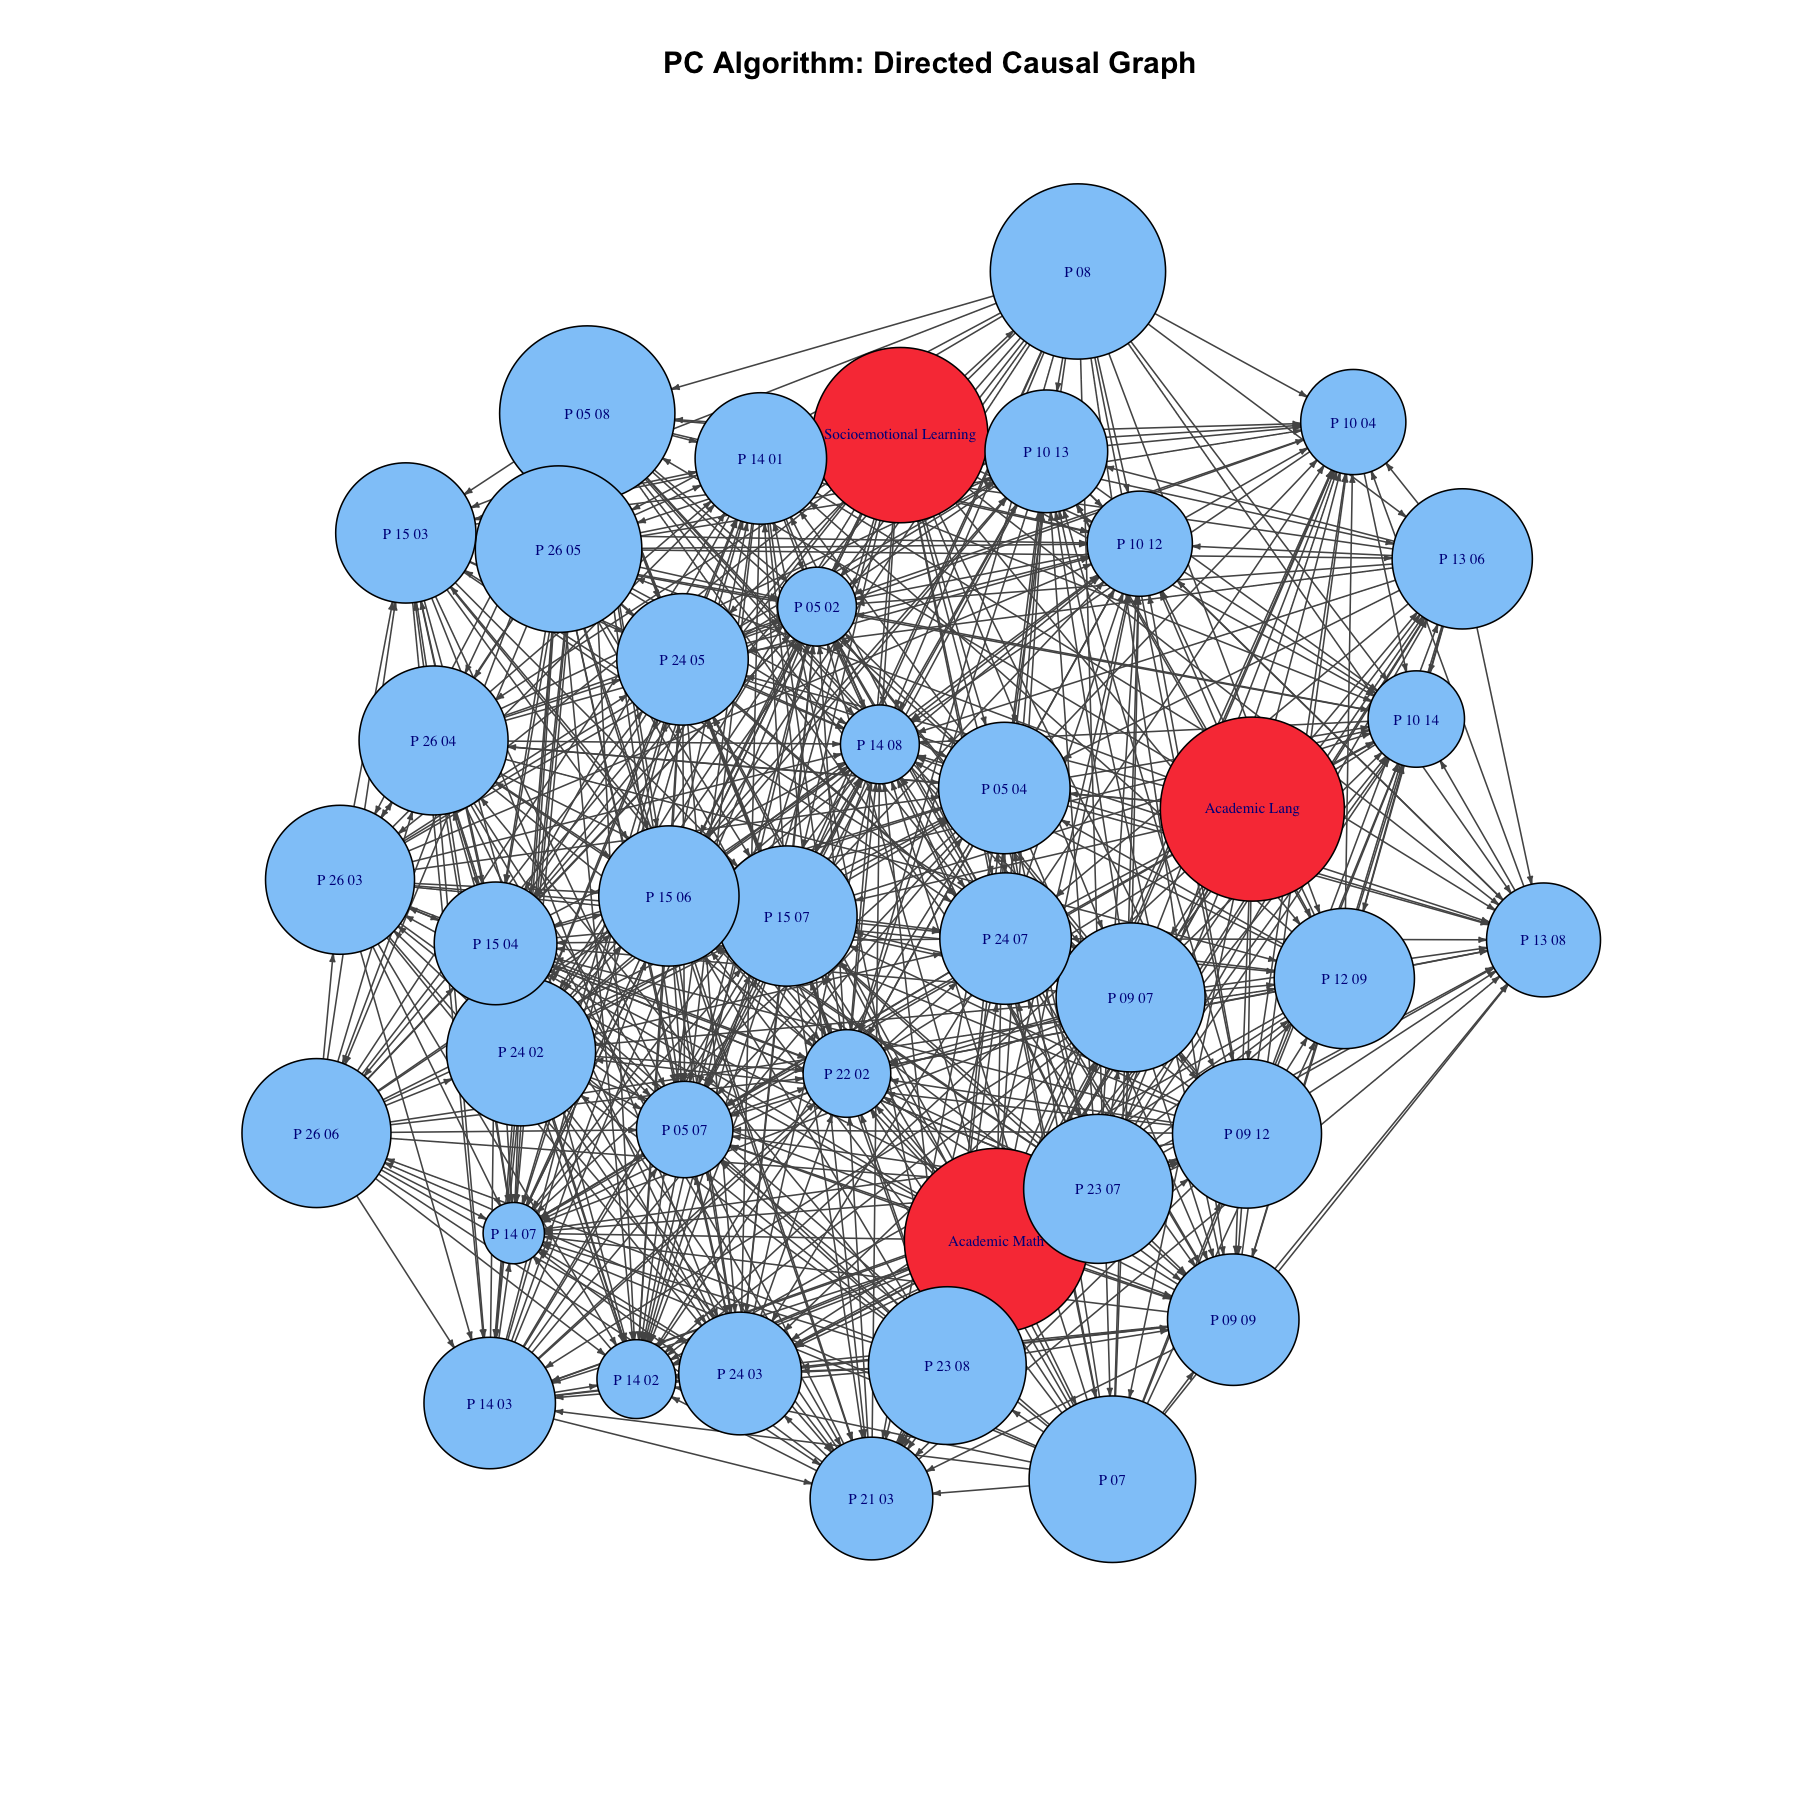 PC Algorithm: Directed Causal Graph
P 08
P 05 08
P 10 04
Socioemotional Learning
P 14 01
P 10 13
P 15 03
P 26 05
P 10 12
P 13 06
P 05 02
P 24 05
P 10 14
P 26 04
P 14 08
P 05 04
Academic Lang
P 26 03
P 15 06
P 15 07
P 15 04
P 24 07
P 13 08
P 12 09
P 09 07
P 24 02
P 22 02
P 26 06
P 05 07
P 09 12
P 23 07
P 14 07
Academic Math
P 09 09
P 23 08
P 24 03
P 14 02
P 14 03
P 07
P 21 03